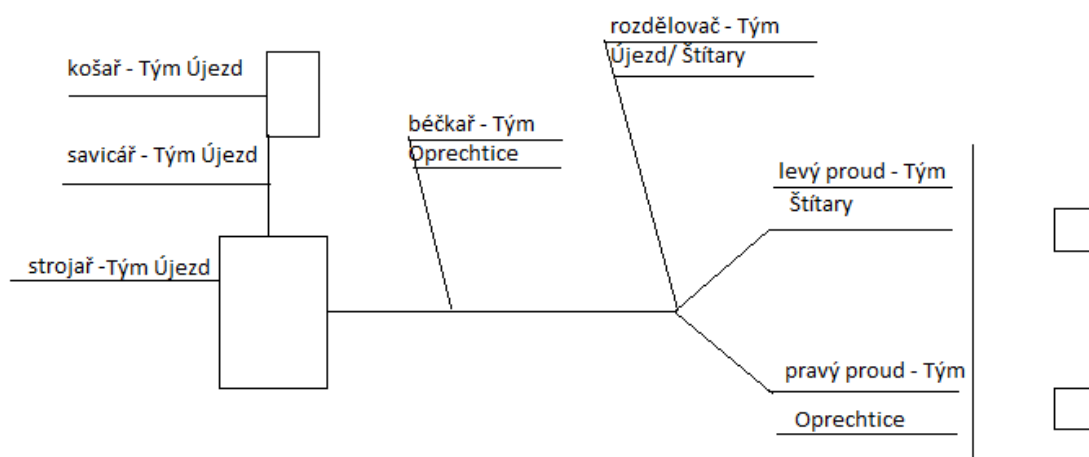 rozdělovač - Tým
Újezd/ Štítary
košař - Tým Újezd
béčkař - Tým
Oprechtice
savicář - Tým Újezd
levý proud - Tým
Štítary
strojař -Tým Újezd
pravý proud - Tým
Oprechtice